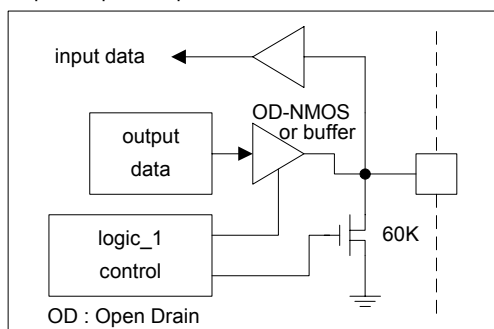 input data
OD-NMOS
or buffer
output
data
60K
logic_1
control
OD : Open Drain